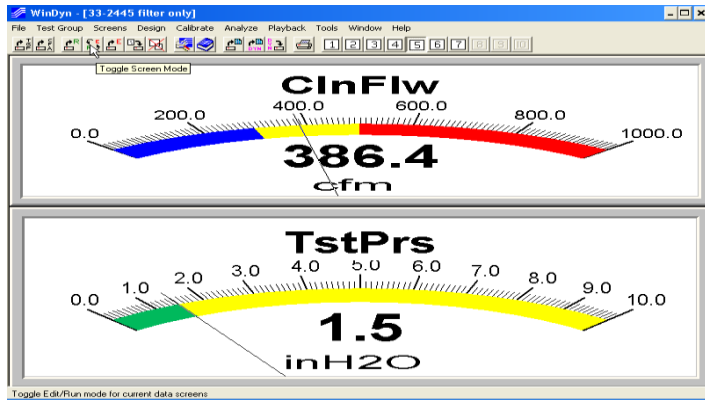 WinDyn - [33-2445 filter only]
File Test Group Screens Design Calibrate Analyze Playback Tools Window Help
1 2 3 4 5 6 7 8 9 10
Toggle Screen Mode
ClnFlw
0.0 200.0 400.0 600.0 800.0 1000.0
386.4
cfm
TstPrs
0.0 1.0 2.0 3.0 4.0 5.0 6.0 7.0 8.0 9.0 10.0
1.5
inH2O
Toggle Edit/Run mode for current data screens